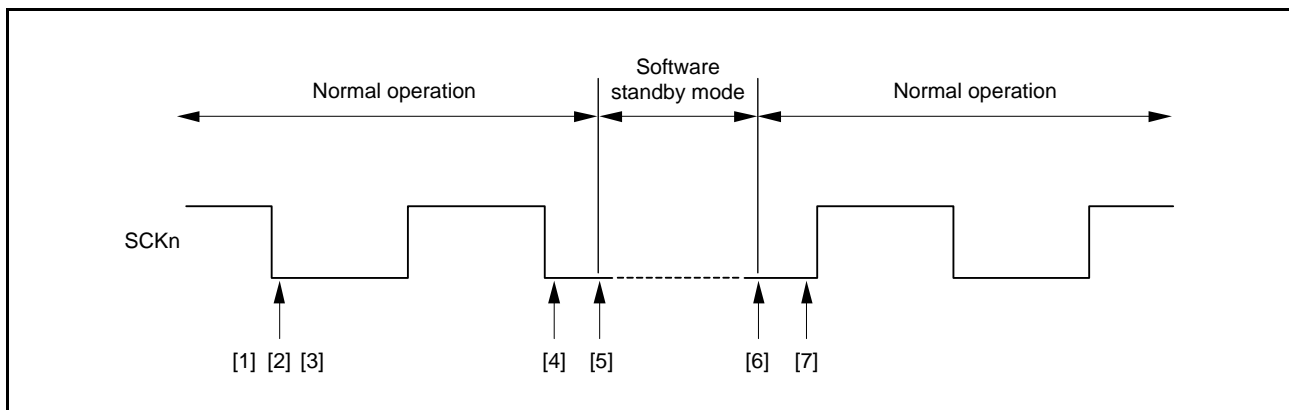 Software
standby mode
Normal operation
Normal operation
SCKn
[1] [2] [3]
[4]
[5]
[6]
[7]